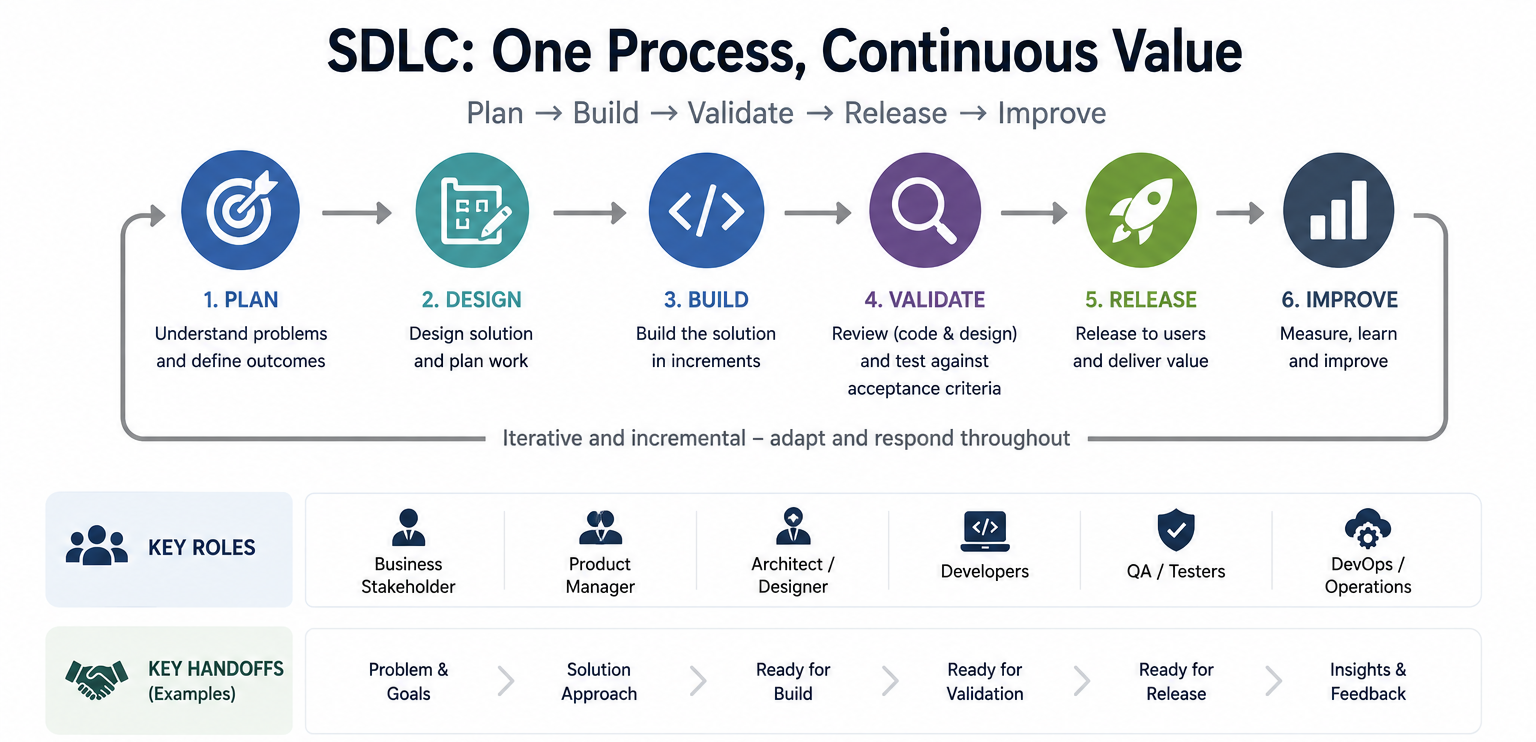 SDLC: One Process, Continuous Value
Plan → Build → Validate → Release → Improve
1. PLAN
Understand problems
and define outcomes
2. DESIGN
Design solution
and plan work
3. BUILD
Build the solution
in increments
4. VALIDATE
Review (code & design)
and test against
acceptance criteria
5. RELEASE
Release to users
and deliver value
6. IMPROVE
Measure, learn
and improve
Iterative and incremental – adapt and respond throughout
KEY ROLES
Business
Stakeholder
Product
Manager
Architect /
Designer
Developers
QA / Testers
DevOps /
Operations
KEY HANDOFFS
(Examples)
Problem &
Goals
Solution
Approach
Ready for
Build
Ready for
Validation
Ready for
Release
Insights &
Feedback